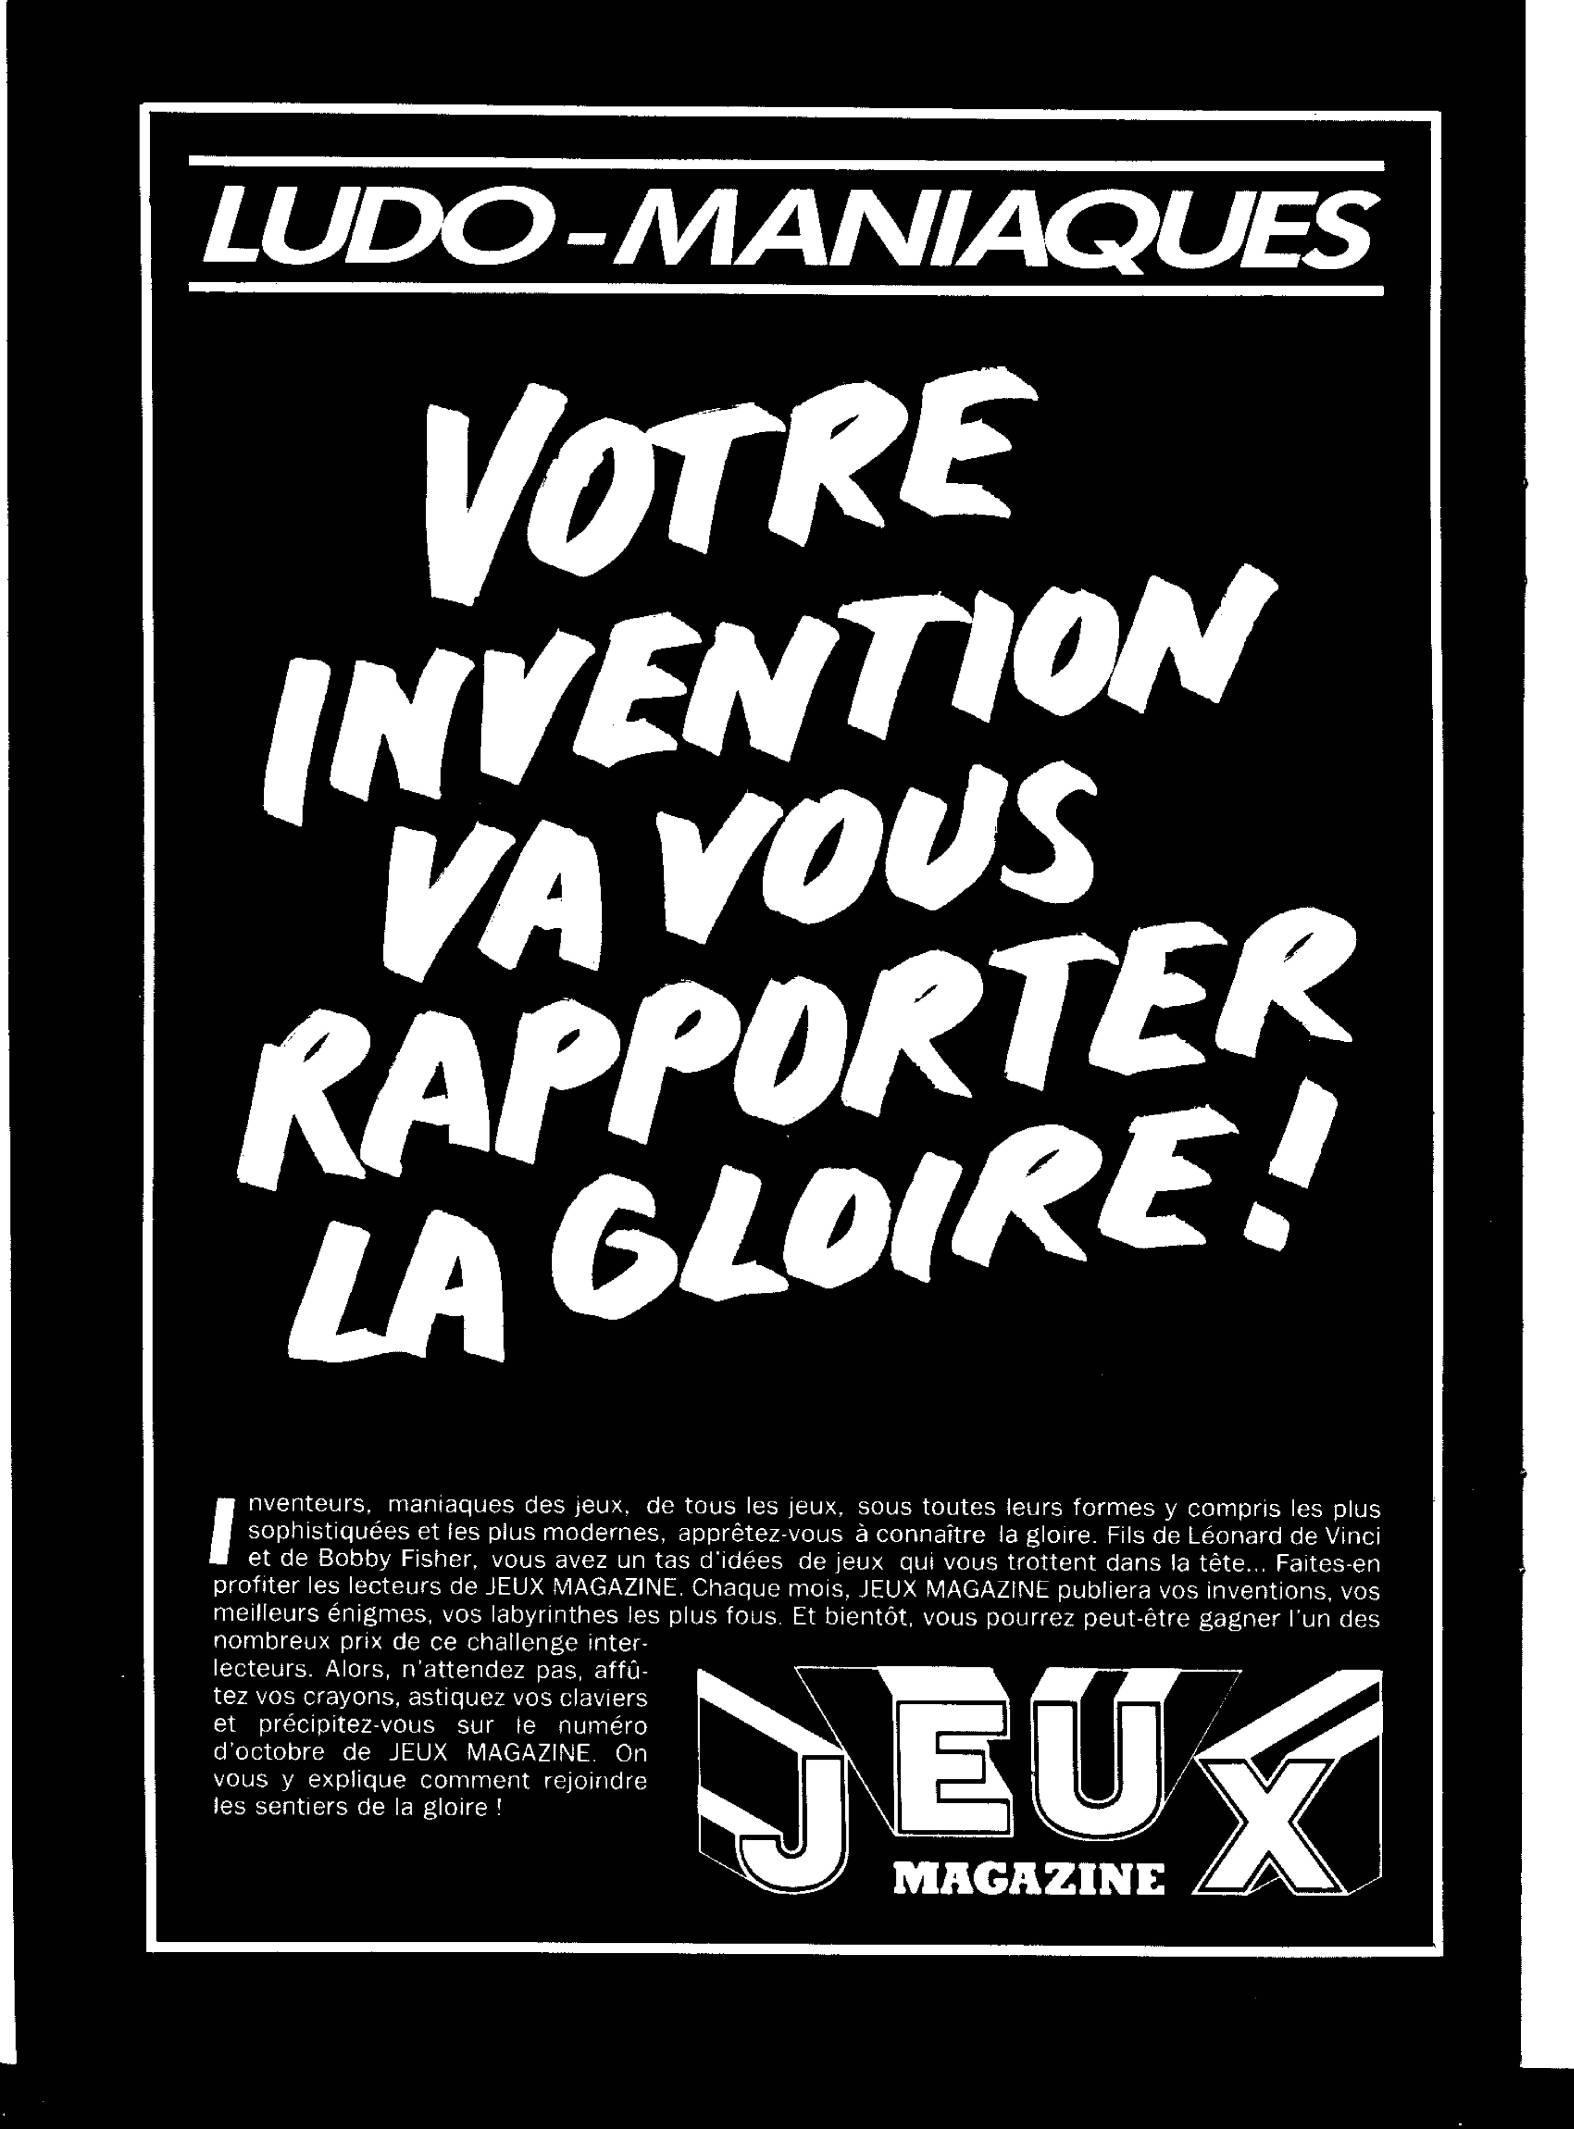 LUDO-MANIAQUES
VOTRE
INVENTION
VA VOUS
RAPPORTER
LA GLOIRE!
Inventeurs, maniaques des jeux, de tous les jeux, sous toutes leurs formes y compris les plus
sophistiquées et les plus modernes, apprêtez-vous à connaître la gloire. Fils de Léonard de Vinci
et de Bobby Fisher, vous avez un tas d'idées de jeux qui vous trottent dans la tête... Faites-en
profiter les lecteurs de JEUX MAGAZINE. Chaque mois, JEUX MAGAZINE publiera vos inventions, vos
meilleurs énigmes, vos labyrinthes les plus fous. Et bientôt, vous pourrez peut-être gagner l'un des
nombreux prix de ce challenge inter-
lecteurs. Alors, n'attendez pas, affû-
tez vos crayons, astiquez vos claviers
et précipitez-vous sur le numéro
d'octobre de JEUX MAGAZINE. On
vous y explique comment rejoindre
les sentiers de la gloire !
JEUX
MAGAZINE